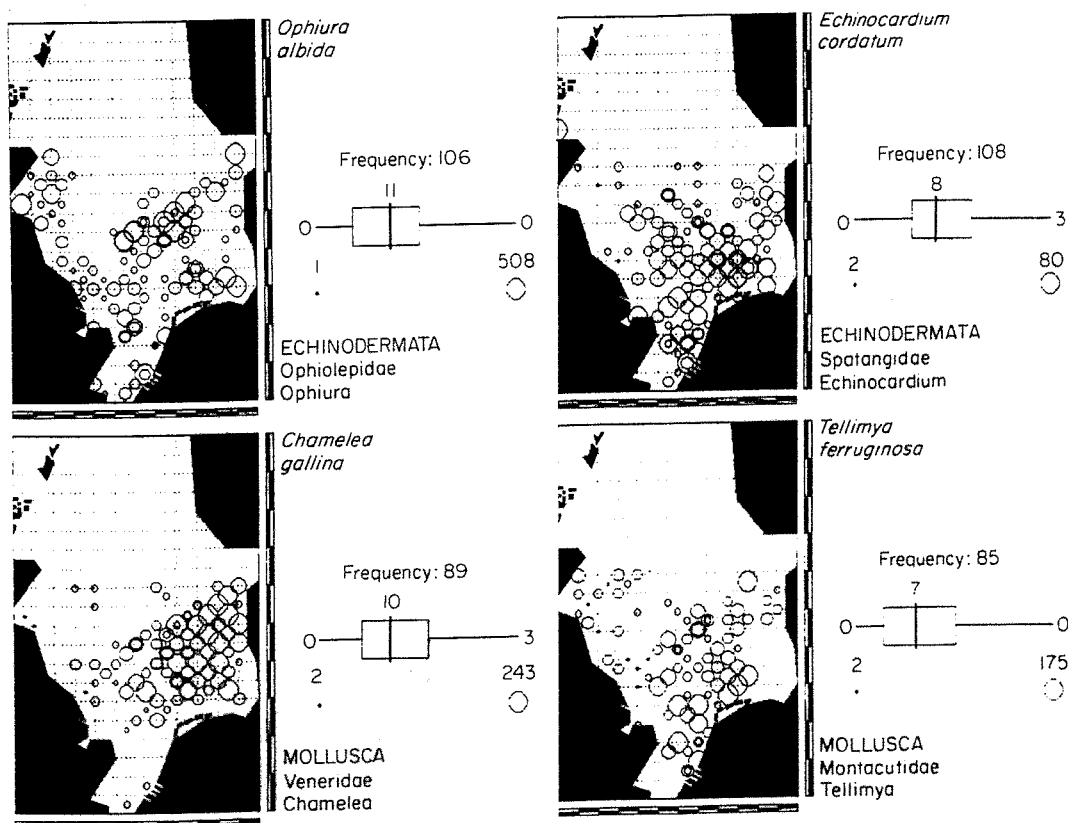 Ophiura
albida
Frequency: 106
11
0
0
1
508
ECHINODERMATA
Ophiolepidae
Ophiura
Echinocardium
cordatum
Frequency: 108
8
0
3
2
80
ECHINODERMATA
Spatangidae
Echinocardium
Chamelea
gallina
Frequency: 89
10
0
3
2
243
MOLLUSCA
Veneridae
Chamelea
Tellimya
ferruginosa
Frequency: 85
7
0
0
2
175
MOLLUSCA
Montacutidae
Tellimya